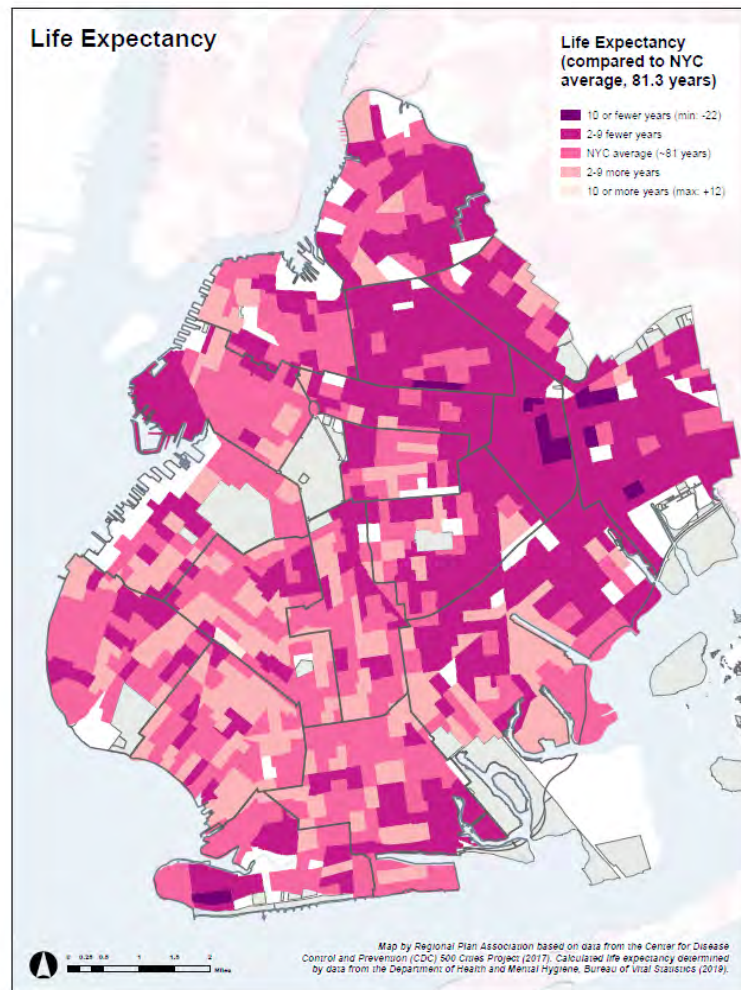 Life Expectancy
Life Expectancy
(compared to NYC
average, 81.3 years)
10 or fewer years (min: -22)
2-9 fewer years
NYC average (~81 years)
2-9 more years
10 or more years (max: +12)
0 0.25 0.5 1 1.5 2
Miles
Map by Regional Plan Association based on data from the Center for Disease
Control and Prevention (CDC) 500 Cities Project (2017). Calculated life expectancy determined
by data from the Department of Health and Mental Hygiene, Bureau of Vital Statistics (2019).